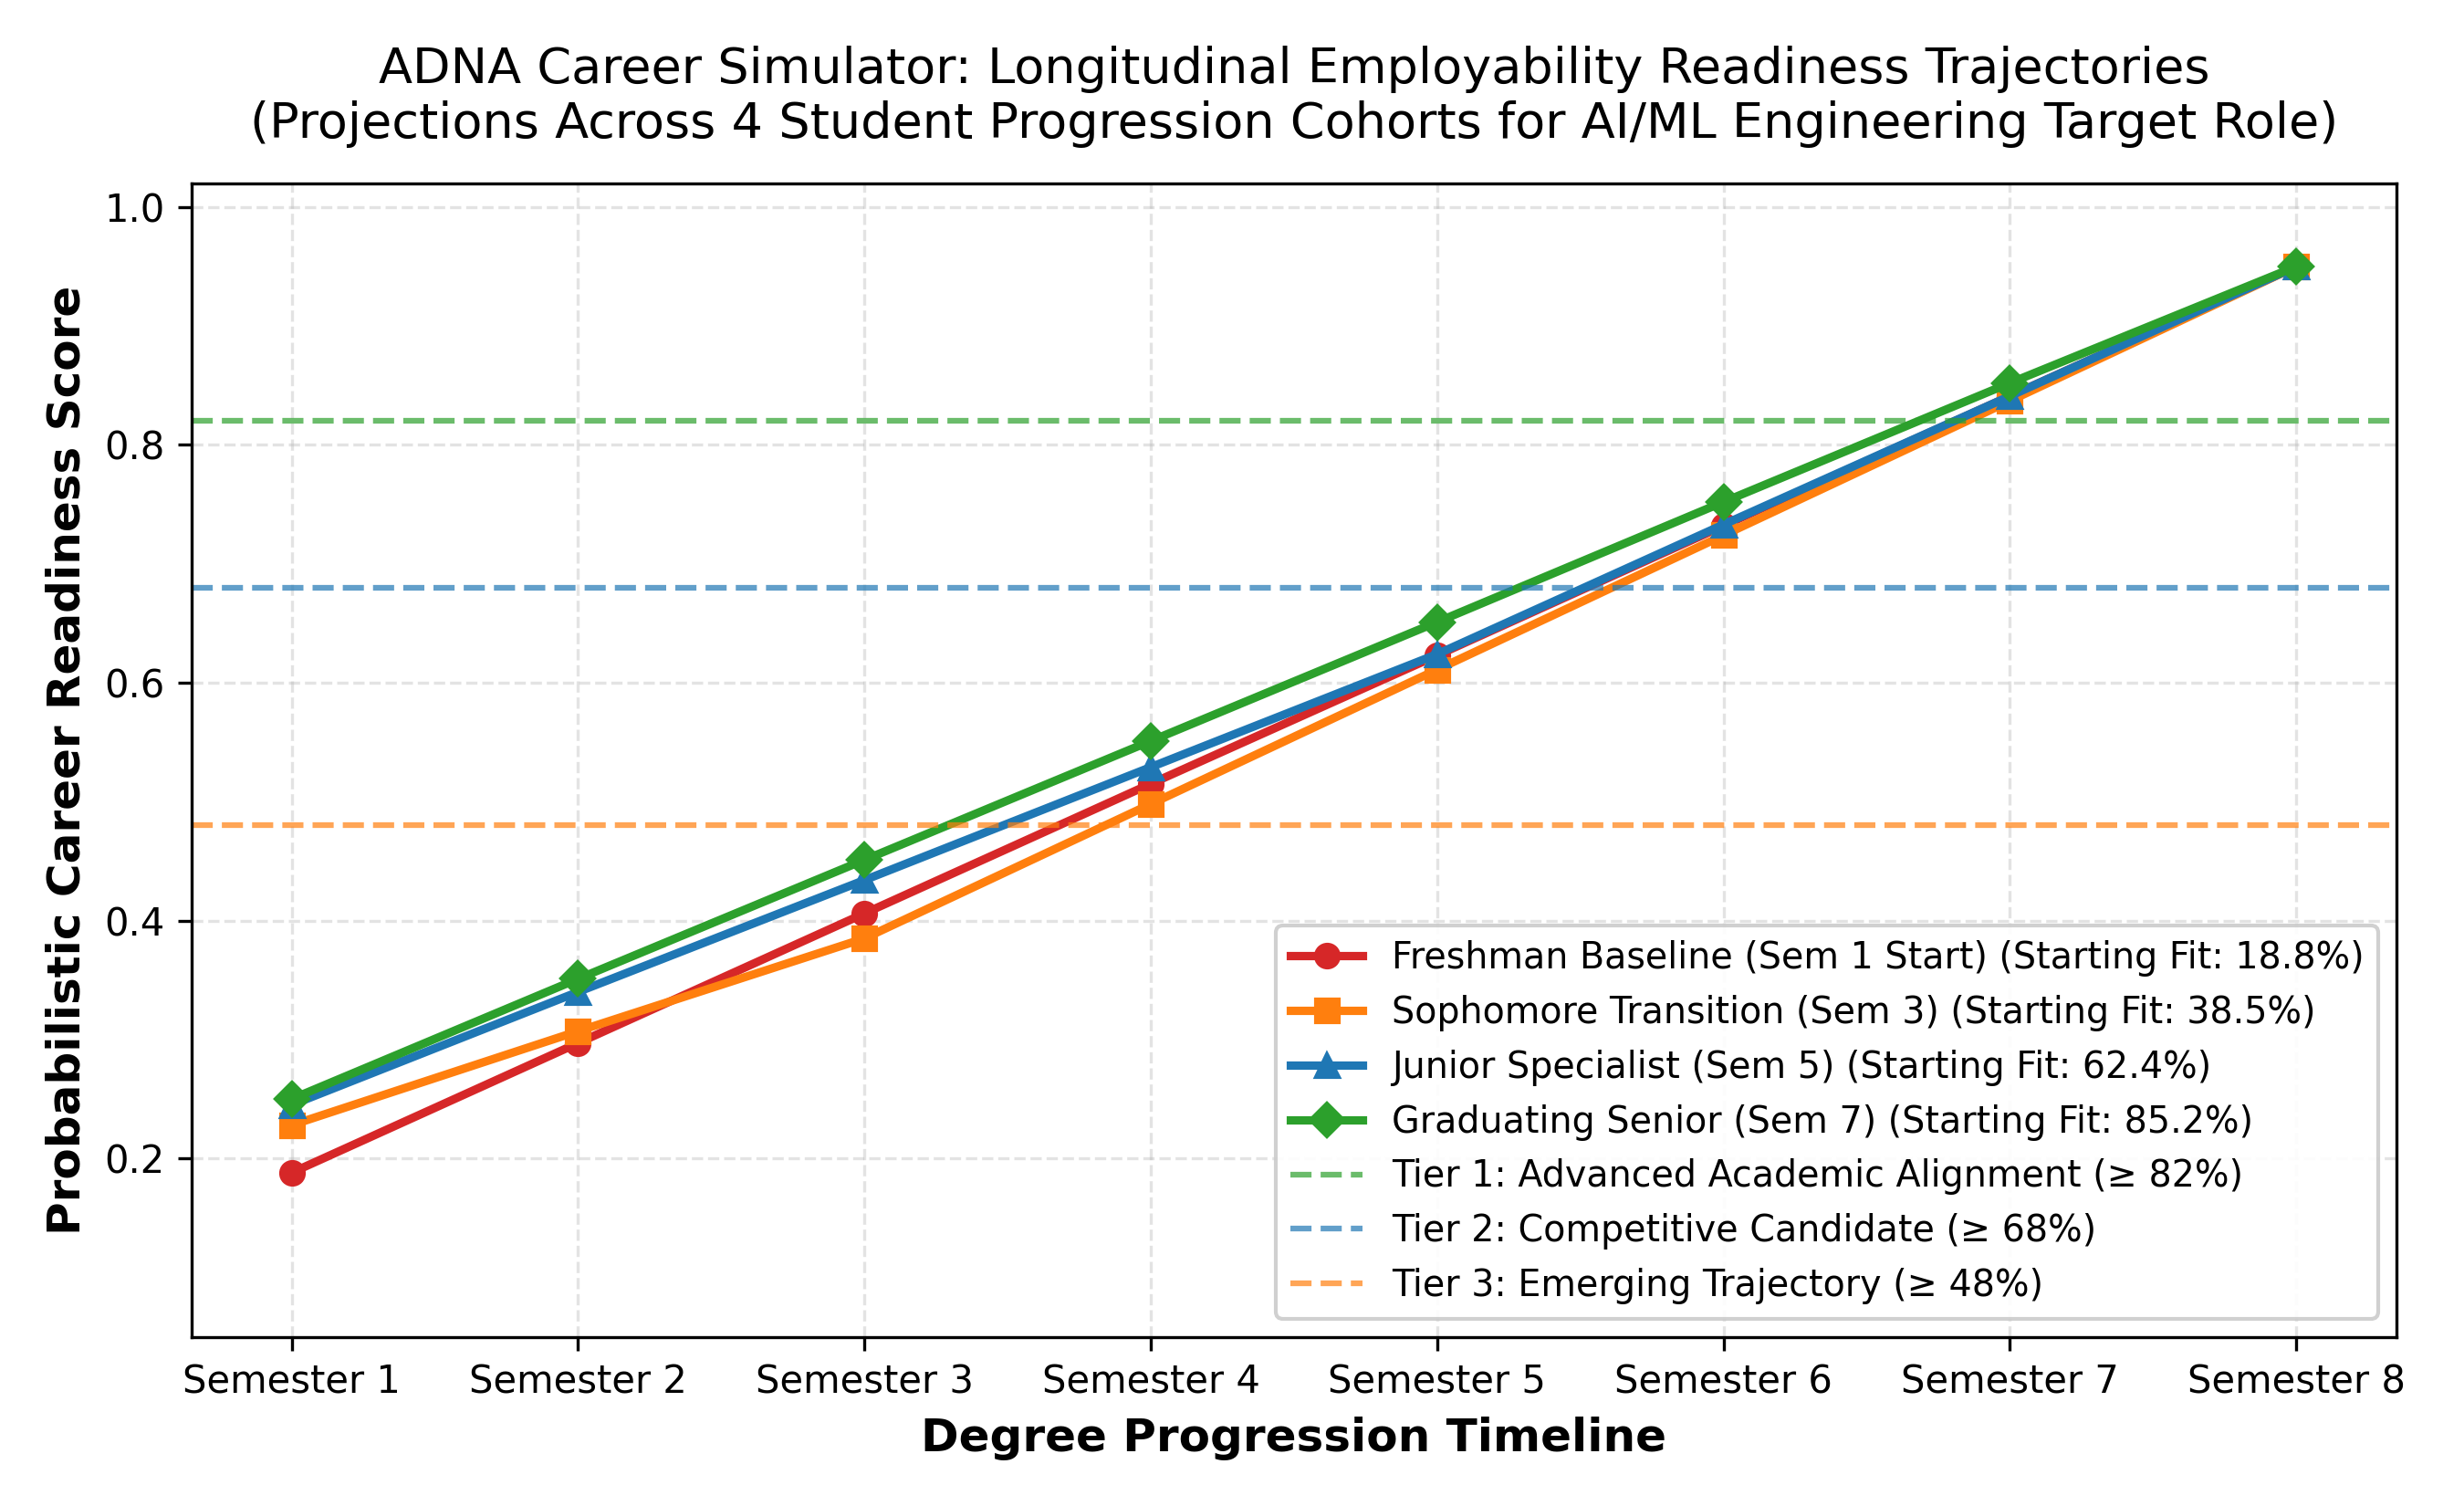 ADNA Career Simulator: Longitudinal Employability Readiness Trajectories
(Projections Across 4 Student Progression Cohorts for AI/ML Engineering Target Role)
Probabilistic Career Readiness Score
1.0
0.8
0.6
0.4
0.2
Freshman Baseline (Sem 1 Start) (Starting Fit: 18.8%)
Sophomore Transition (Sem 3) (Starting Fit: 38.5%)
Junior Specialist (Sem 5) (Starting Fit: 62.4%)
Graduating Senior (Sem 7) (Starting Fit: 85.2%)
Tier 1: Advanced Academic Alignment (≥ 82%)
Tier 2: Competitive Candidate (≥ 68%)
Tier 3: Emerging Trajectory (≥ 48%)
Semester 1 Semester 2 Semester 3 Semester 4 Semester 5 Semester 6 Semester 7 Semester 8
Degree Progression Timeline